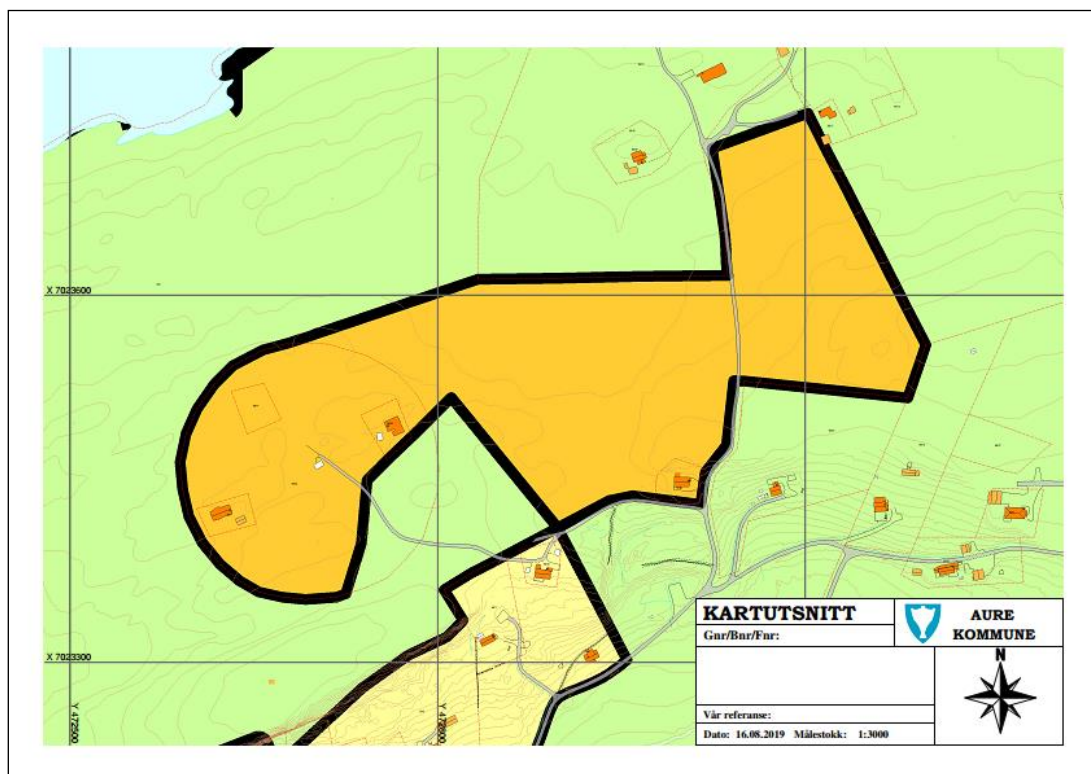 X 7023600
X 7023300
Y 472500
Y 472800
KARTUTSNITT
Gnr/Bnr/Fnr:
Vår referanse:
Dato: 16.08.2019 Målestokk: 1:3000
AURE
KOMMUNE
N